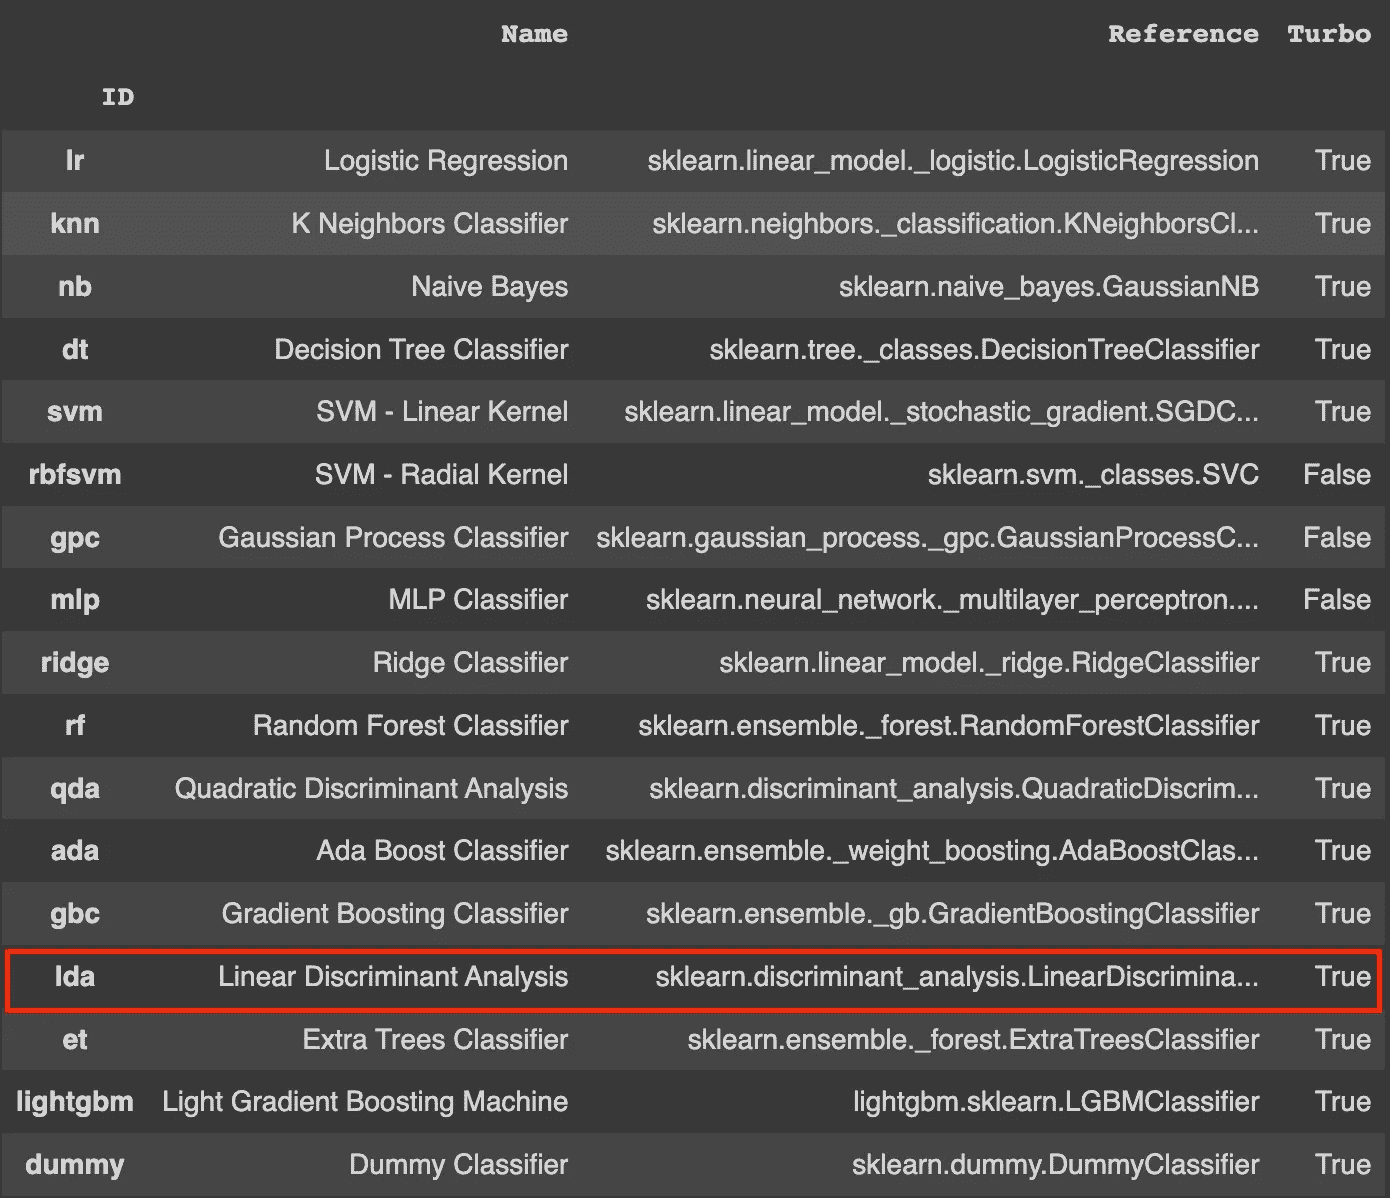 Name Reference Turbo
ID
lr Logistic Regression sklearn.linear_model._logistic.LogisticRegression True
knn K Neighbors Classifier sklearn.neighbors._classification.KNeighborsCl... True
nb Naive Bayes sklearn.naive_bayes.GaussianNB True
dt Decision Tree Classifier sklearn.tree._classes.DecisionTreeClassifier True
svm SVM - Linear Kernel sklearn.linear_model._stochastic_gradient.SGDC... True
rbfsvm SVM - Radial Kernel sklearn.svm._classes.SVC False
gpc Gaussian Process Classifier sklearn.gaussian_process._gpc.GaussianProcessC... False
mlp MLP Classifier sklearn.neural_network._multilayer_perceptron.... False
ridge Ridge Classifier sklearn.linear_model._ridge.RidgeClassifier True
rf Random Forest Classifier sklearn.ensemble._forest.RandomForestClassifier True
qda Quadratic Discriminant Analysis sklearn.discriminant_analysis.QuadraticDiscrim... True
ada Ada Boost Classifier sklearn.ensemble._weight_boosting.AdaBoostClas... True
gbc Gradient Boosting Classifier sklearn.ensemble._gb.GradientBoostingClassifier True
lda Linear Discriminant Analysis sklearn.discriminant_analysis.LinearDiscrimina... True
et Extra Trees Classifier sklearn.ensemble._forest.ExtraTreesClassifier True
lightgbm Light Gradient Boosting Machine lightgbm.sklearn.LGBMClassifier True
dummy Dummy Classifier sklearn.dummy.DummyClassifier True